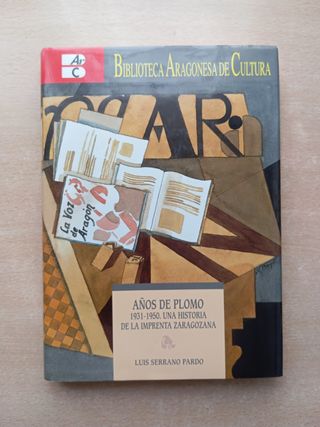 Ar
C
BIBLIOTECA ARAGONESA DE CULTURA
La Voz
de
Aragón
AÑOS DE PLOMO
1931-1950. UNA HISTORIA
DE LA IMPRENTA ZARAGOZANA
LUIS SERRANO PARDO